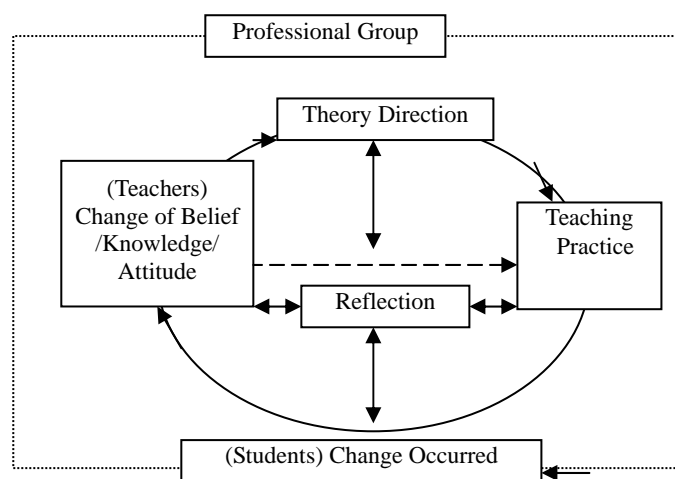 Professional Group
Theory Direction
(Teachers)
Change of Belief
/Knowledge/
Attitude
Teaching
Practice
Reflection
(Students) Change Occurred